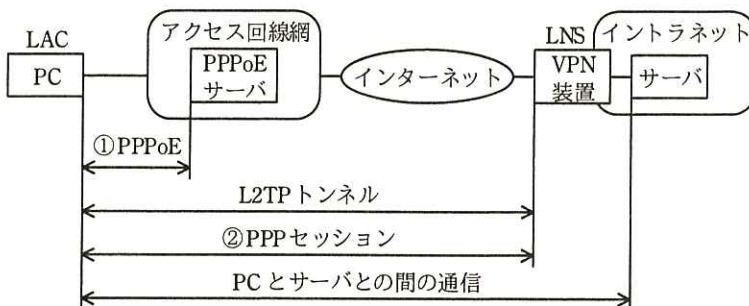 アクセス回線網
LAC
LNS
イントラネット
PC
PPPoE
サーバ
インターネット
VPN
装置
サーバ
①PPPoE
L2TPトンネル
②PPPセッション
PCとサーバとの間の通信